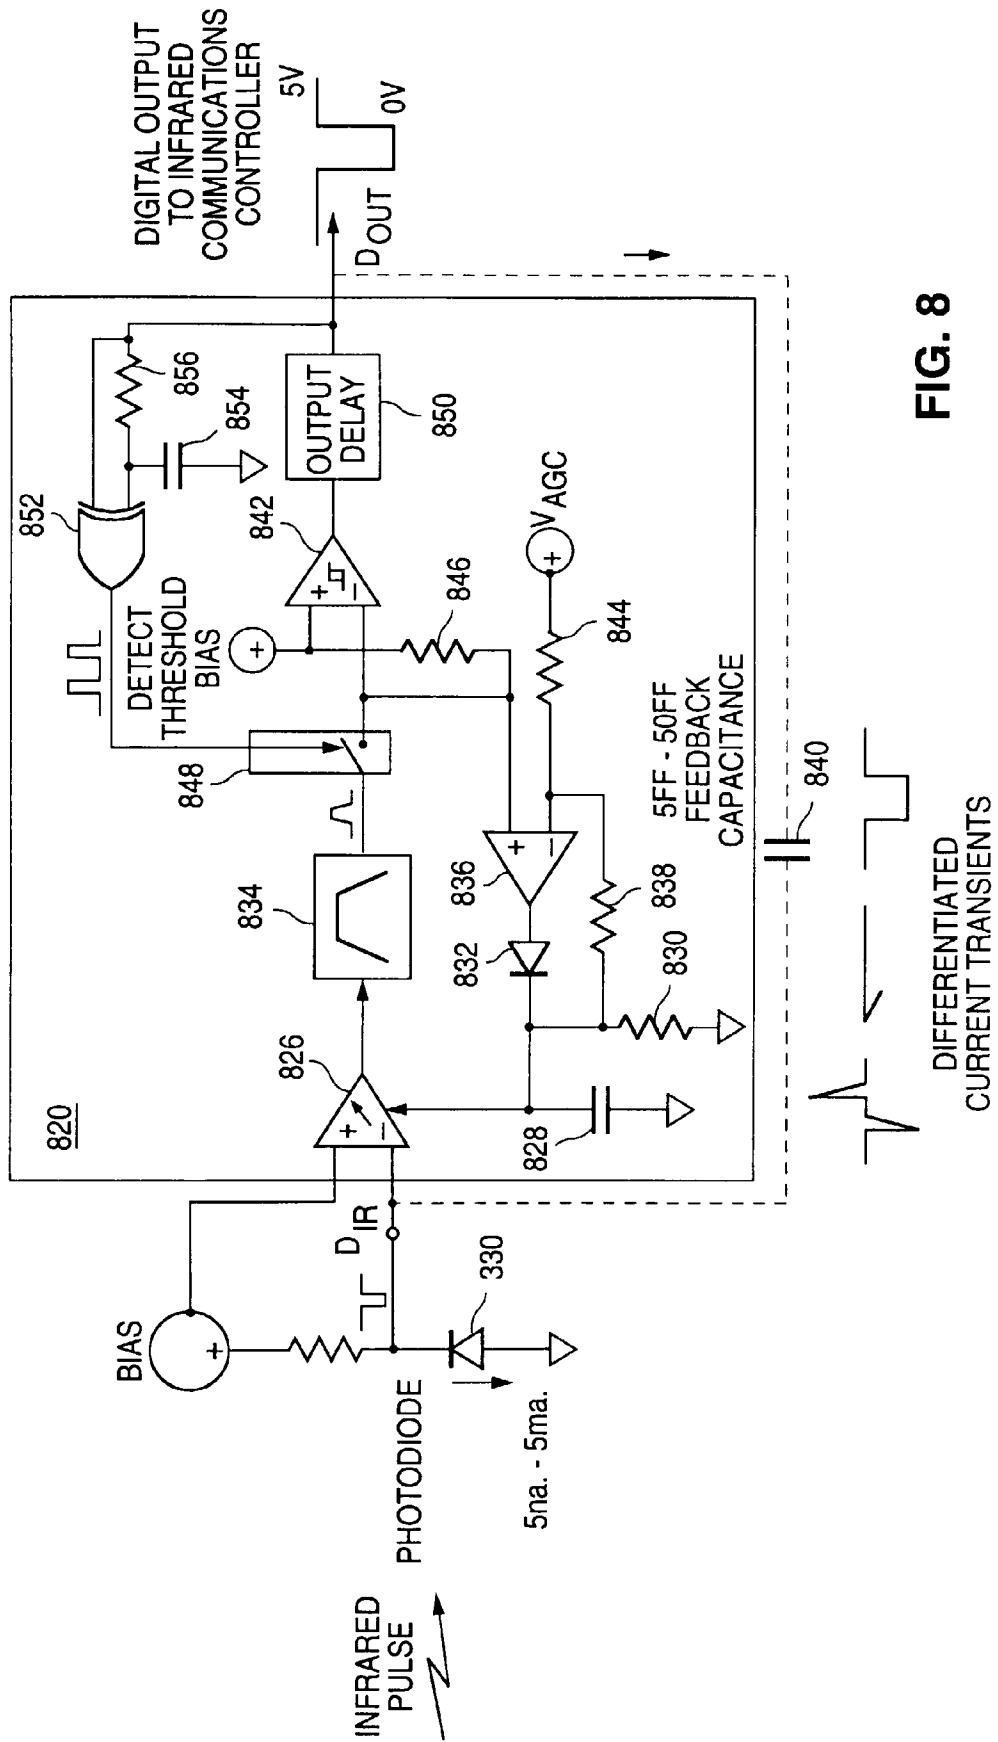 INFRARED
PULSE
PHOTODIODE
5na. - 5ma.
BIAS
+
330
D IR
820
826
+
–
828
834
832
836
+
–
830
838
848
DETECT
THRESHOLD
BIAS
+
846
844
V AGC
+
842
+
–
852
854
856
OUTPUT
DELAY
850
5FF - 50FF
FEEDBACK
CAPACITANCE
840
D OUT
DIGITAL OUTPUT
TO INFRARED
COMMUNICATIONS
CONTROLLER
5V
0V
DIFFERENTIATED
CURRENT TRANSIENTS
FIG. 8